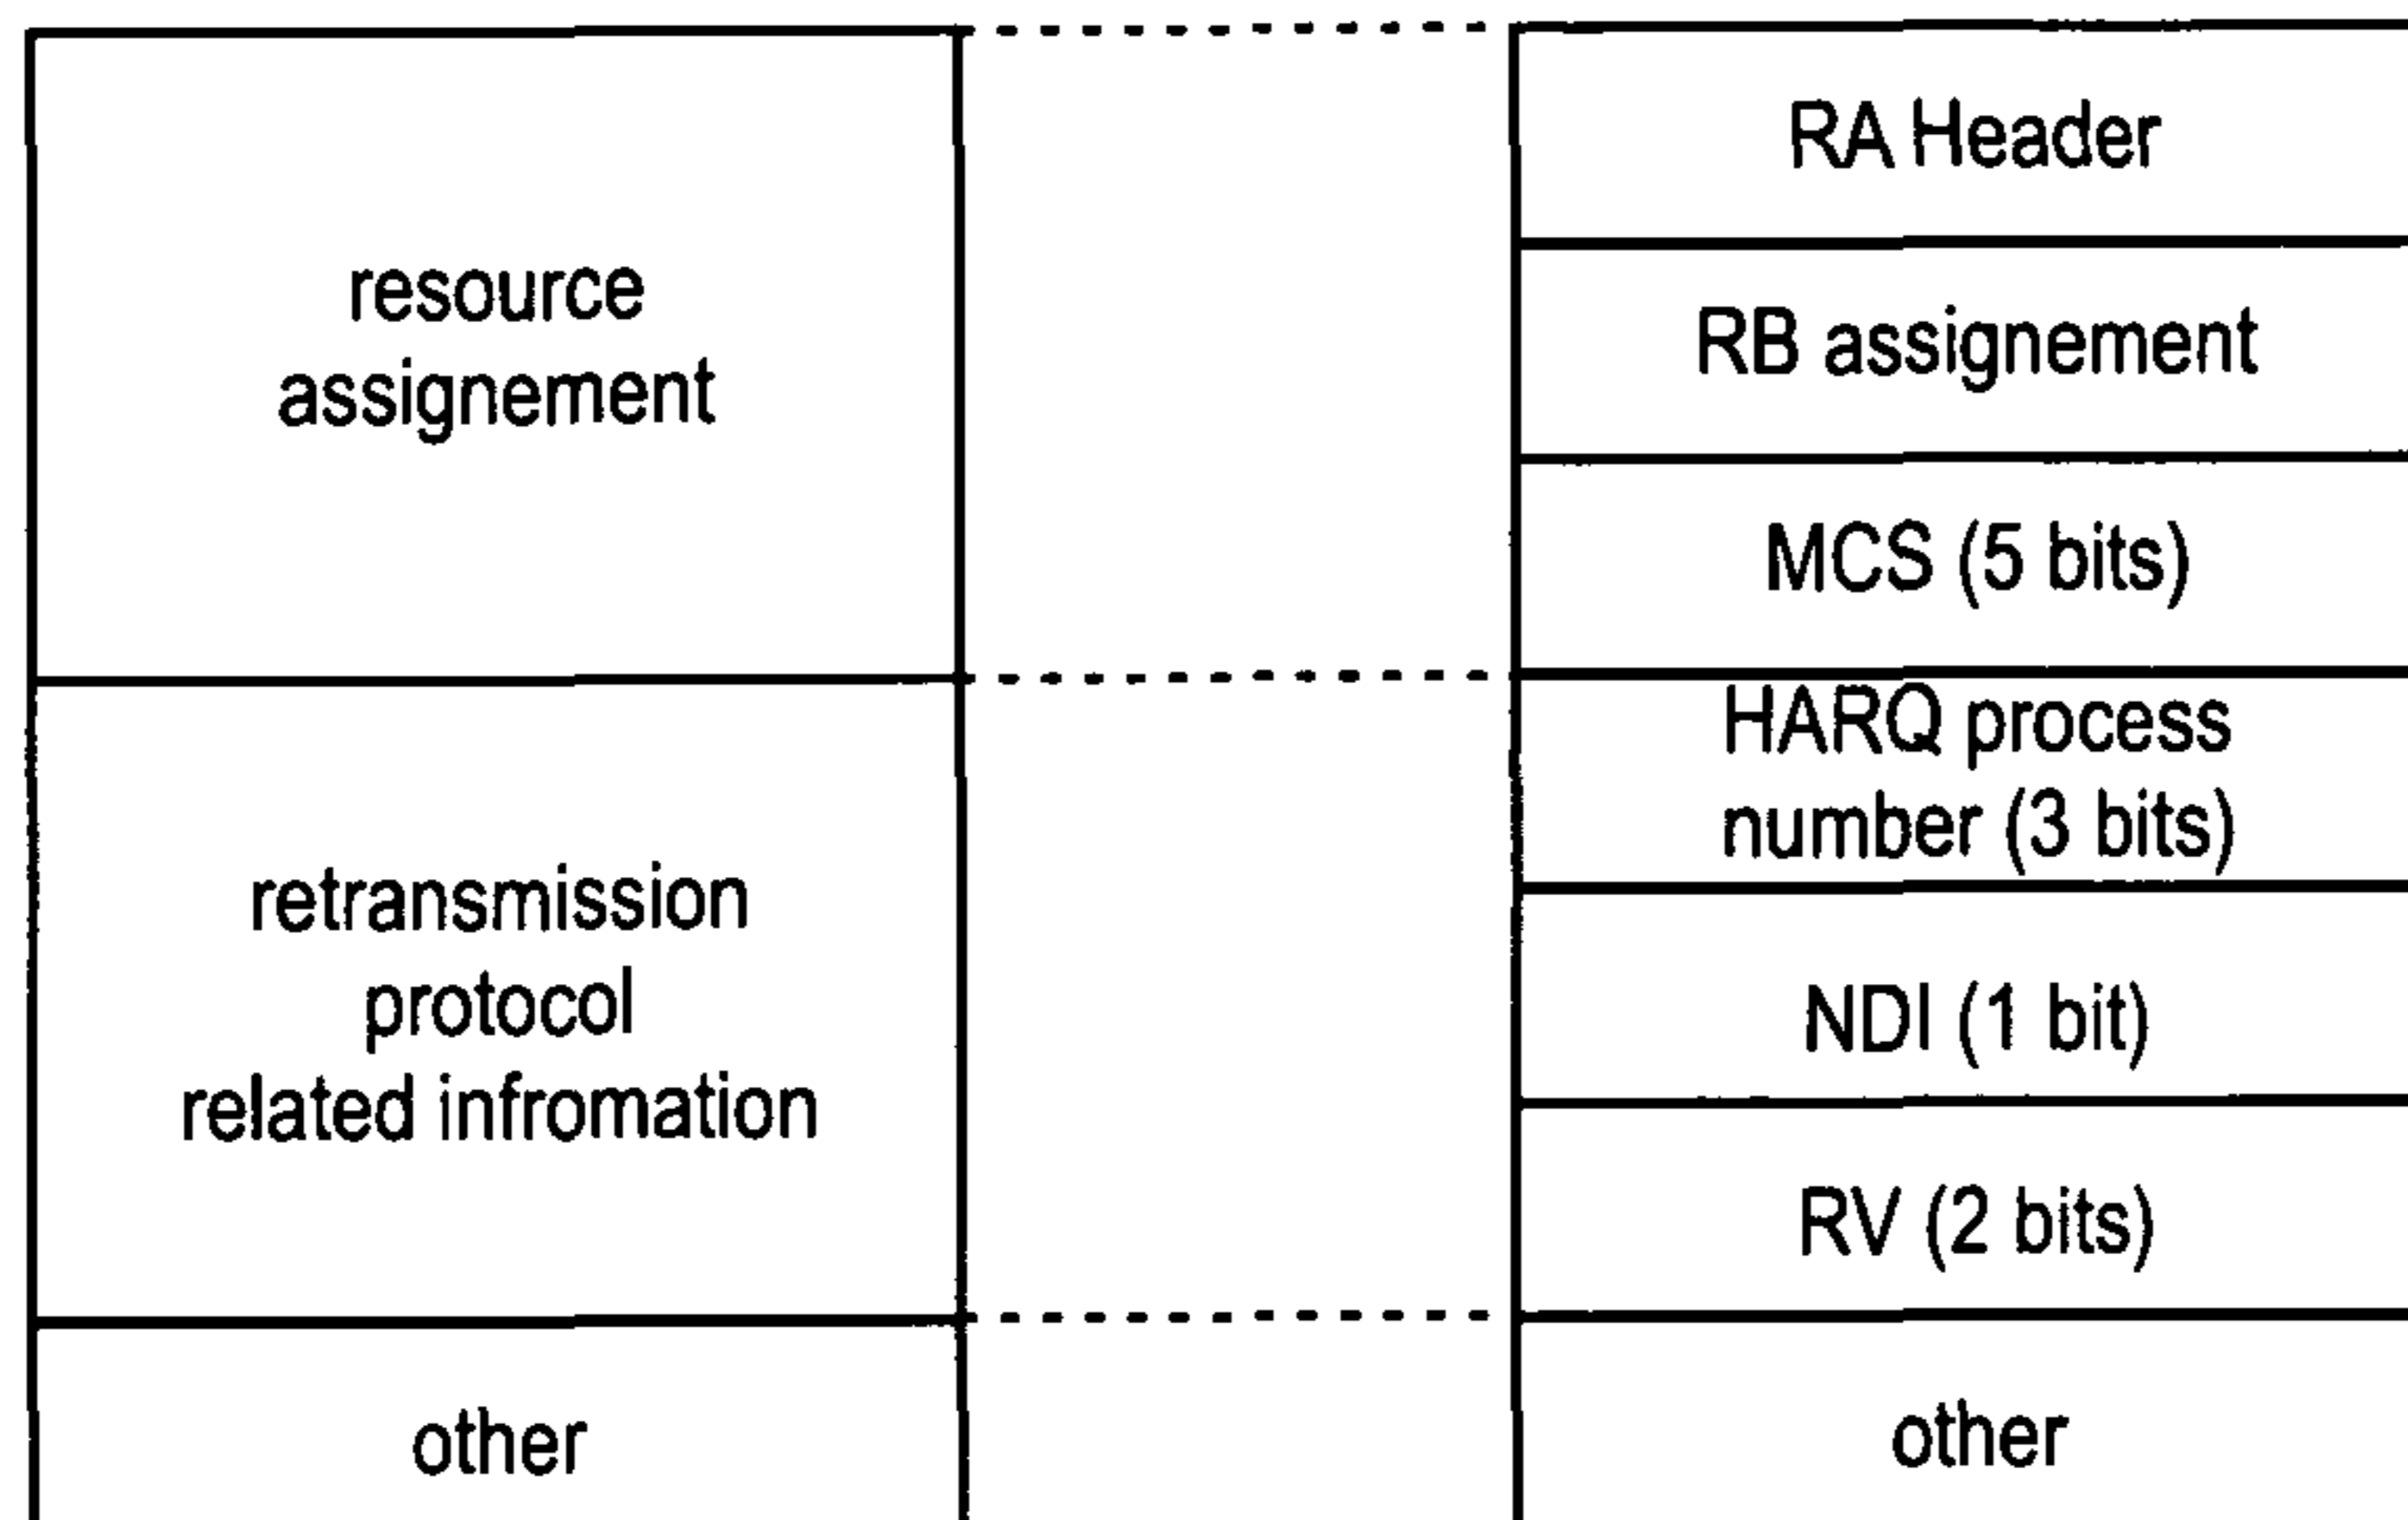 resource
assignement
retransmission
protocol
related infromation
other
RA Header
RB assignement
MCS (5 bits)
HARQ process
number (3 bits)
NDI (1 bit)
RV (2 bits)
other